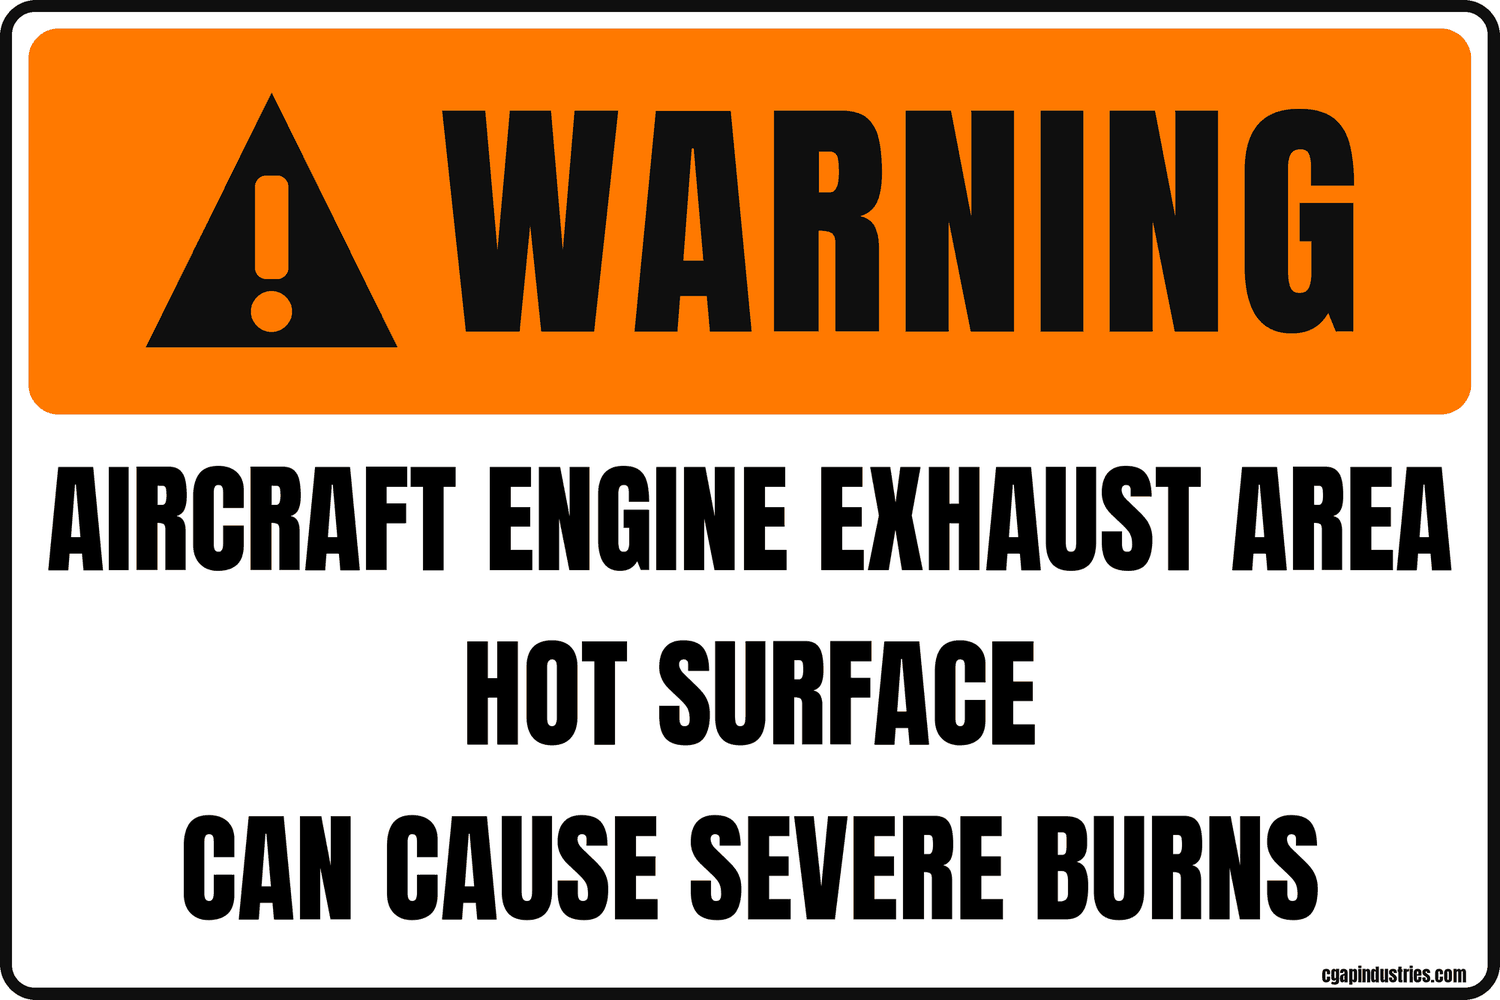 WARNING
AIRCRAFT ENGINE EXHAUST AREA
HOT SURFACE
CAN CAUSE SEVERE BURNS
cgapindustries.com